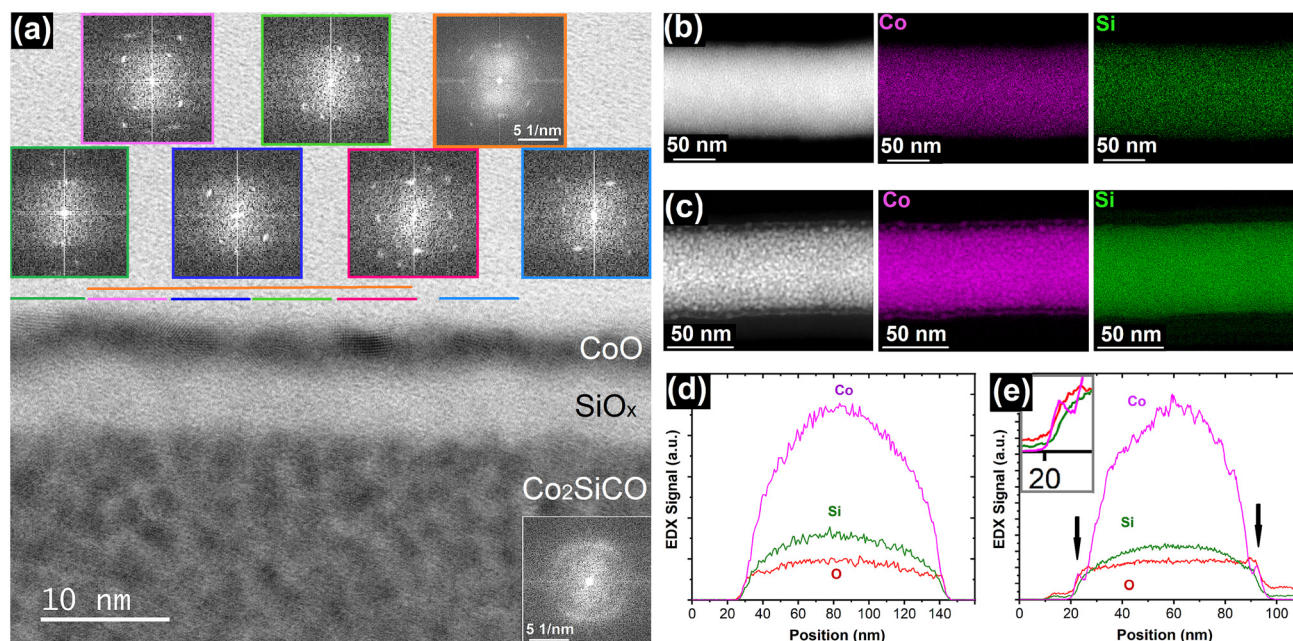 (a)
5 1/nm
CoO
SiOx
Co2SiCO
10 nm
5 1/nm
(b)
Co
Si
50 nm
50 nm
50 nm
(c)
Co
Si
50 nm
50 nm
50 nm
(d)
EDX Signal (a.u.)
Co
Si
O
20 40 60 80 100 120 140
Position (nm)
(e)
20
EDX Signal (a.u.)
Co
Si
O
0 20 40 60 80 100
Position (nm)